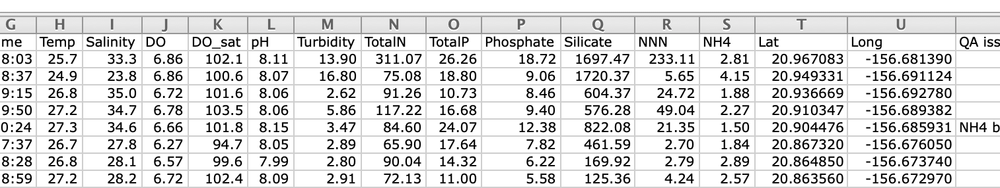 G H I J K L M N O P Q R S T U
me Temp Salinity DO DO_sat pH Turbidity TotalN TotalP Phosphate Silicate NNN NH4 Lat Long QA iss
8:03 25.7 33.3 6.86 102.1 8.11 13.90 311.07 26.26 18.72 1697.47 233.11 2.81 20.967083 -156.681390
8:37 24.9 23.8 6.86 100.6 8.07 16.80 75.08 18.80 9.06 1720.37 5.65 4.15 20.949331 -156.691124
9:15 26.8 35.0 6.72 101.6 8.06 2.62 91.26 10.73 8.46 604.37 24.72 1.88 20.936669 -156.692780
9:50 27.2 34.7 6.78 103.5 8.06 5.86 117.22 16.68 9.40 576.28 49.04 2.27 20.910347 -156.689382
0:24 27.3 34.6 6.66 101.8 8.15 3.47 84.60 24.07 12.38 822.08 21.35 1.50 20.904476 -156.685931 NH4 b
7:37 26.7 27.8 6.27 94.7 8.05 2.89 65.90 17.64 7.82 461.59 2.70 1.84 20.867320 -156.676050
8:28 26.8 28.1 6.57 99.6 7.99 2.80 90.04 14.32 6.22 169.92 2.79 2.89 20.864850 -156.673740
8:59 27.2 28.2 6.72 102.4 8.09 2.91 72.13 11.00 5.58 125.36 4.24 2.57 20.863560 -156.672970